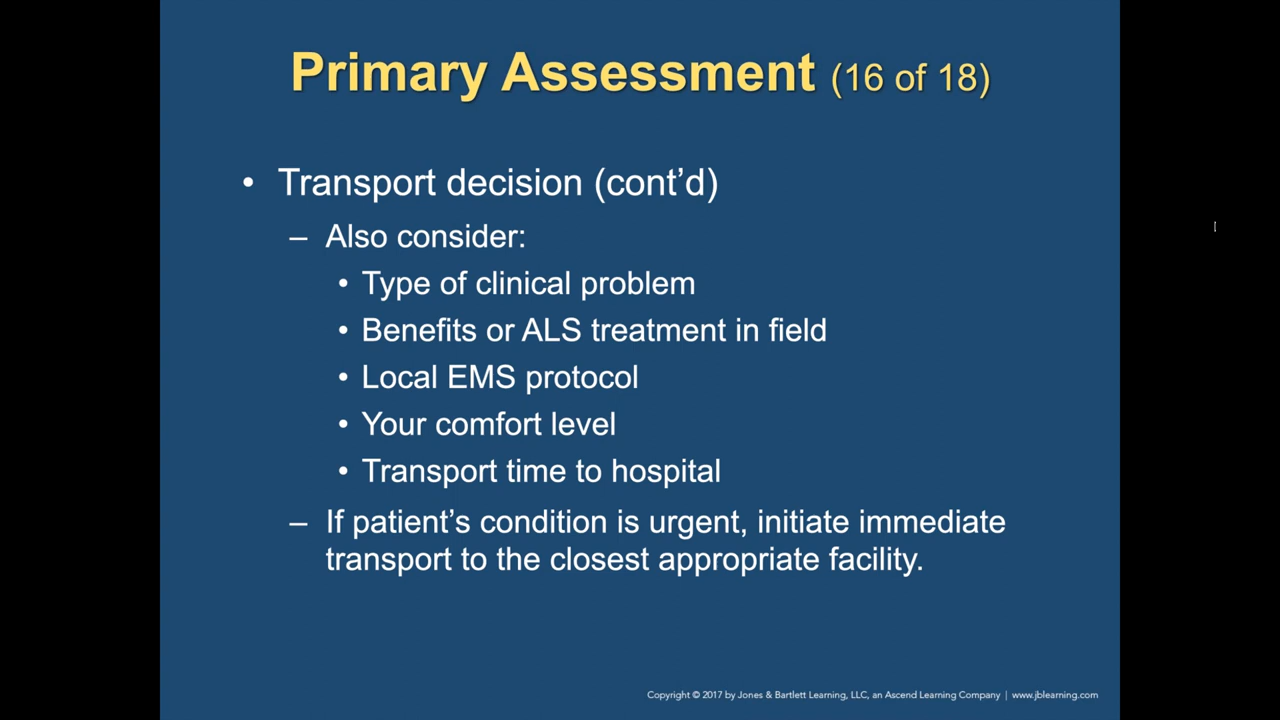 Primary Assessment (16 of 18)
• Transport decision (cont’d)
– Also consider:
• Type of clinical problem
• Benefits or ALS treatment in field
• Local EMS protocol
• Your comfort level
• Transport time to hospital
– If patient’s condition is urgent, initiate immediate
transport to the closest appropriate facility.
Copyright © 2017 by Jones & Bartlett Learning, LLC, an Ascend Learning Company | www.jblearning.com